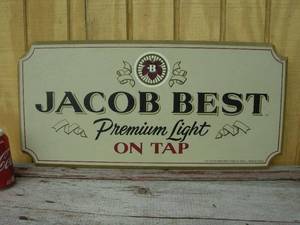 B
JACOB BEST
Premium Light
ON TAP